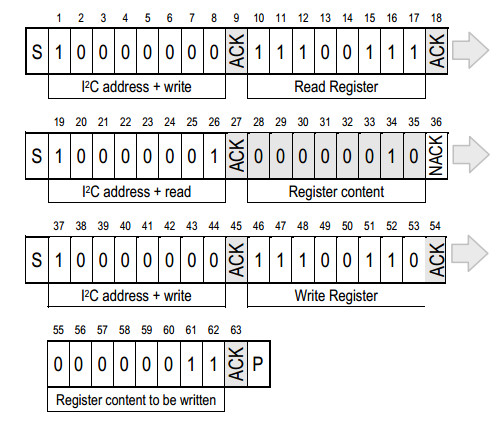 1 2 3 4 5 6 7 8 9 10 11 12 13 14 15 16 17 18
S 1 0 0 0 0 0 0 0 ACK 1 1 1 0 0 1 1 1 ACK
I²C address + write Read Register
19 20 21 22 23 24 25 26 27 28 29 30 31 32 33 34 35 36
S 1 0 0 0 0 0 0 1 ACK 0 0 0 0 0 0 1 0 NACK
I²C address + read Register content
37 38 39 40 41 42 43 44 45 46 47 48 49 50 51 52 53 54
S 1 0 0 0 0 0 0 0 ACK 1 1 1 0 0 1 1 0 ACK
I²C address + write Write Register
55 56 57 58 59 60 61 62 63
0 0 0 0 0 0 1 1 ACK P
Register content to be written